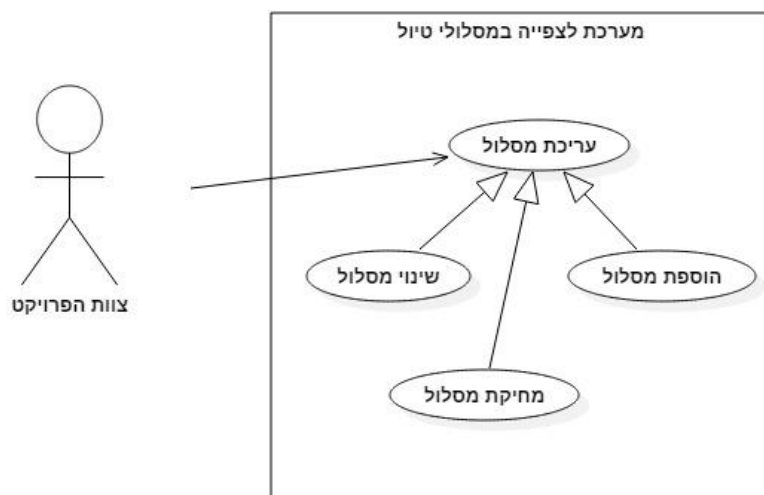 מערכת לצפייה במסלולי טיול
עריכת מסלול
שינוי מסלול
הוספת מסלול
מחיקת מסלול
צוות הפרויקט